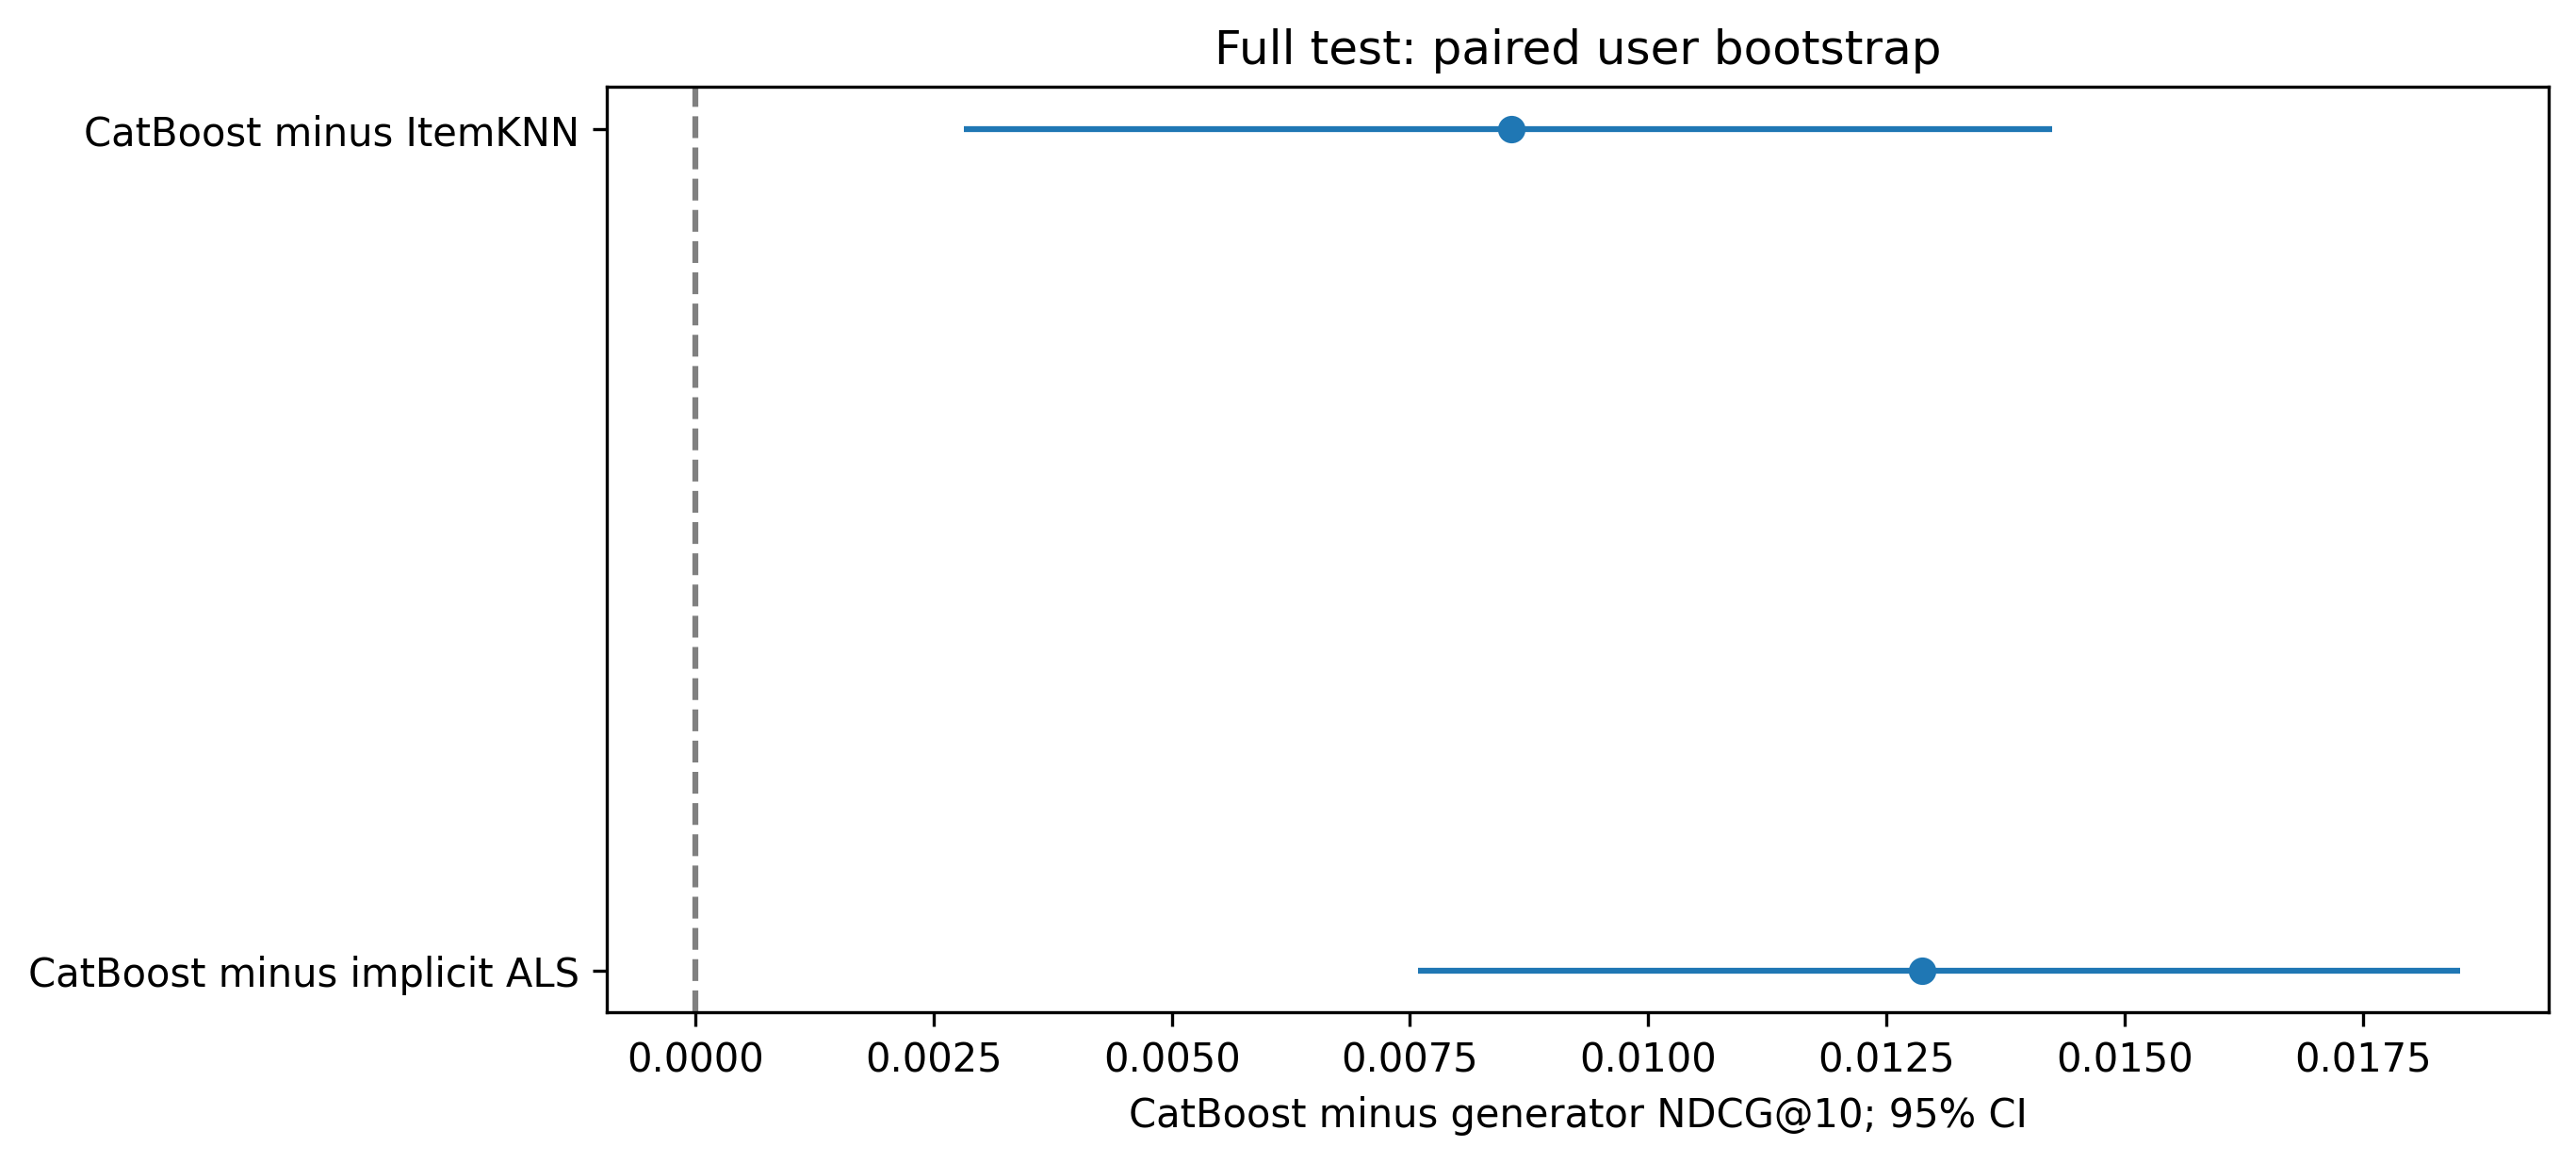 Full test: paired user bootstrap
CatBoost minus ItemKNN
CatBoost minus implicit ALS
0.0000 0.0025 0.0050 0.0075 0.0100 0.0125 0.0150 0.0175
CatBoost minus generator NDCG@10; 95% CI